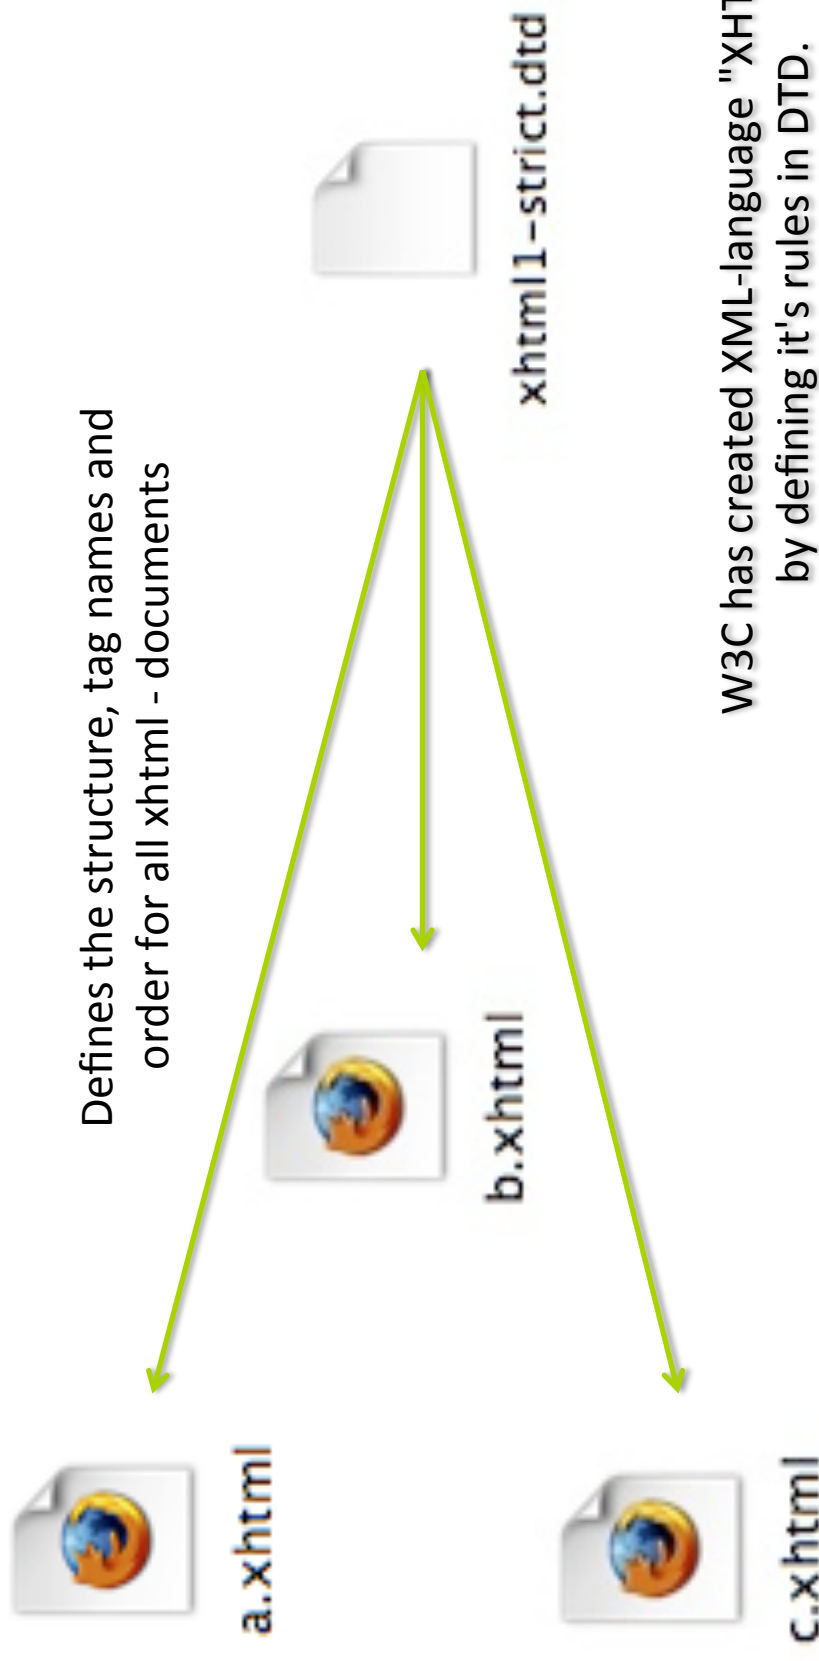 Defines the structure, tag names and
order for all xhtml - documents
a.xhtml
b.xhtml
c.xhtml
xhtml1-strict.dtd
W3C has created XML-language
by defining it's rules in DTD.